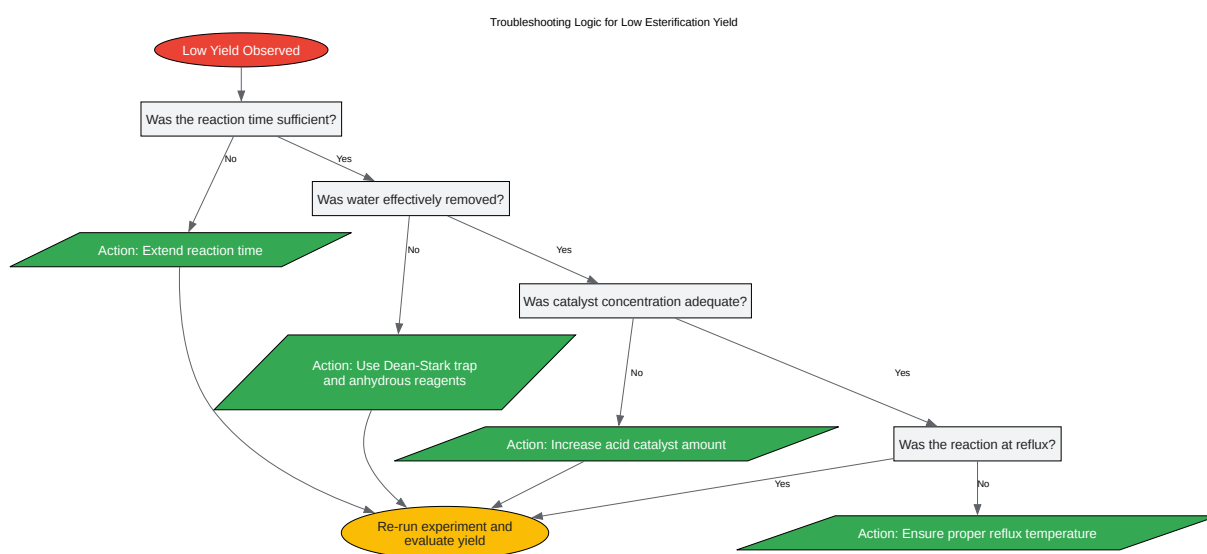 Troubleshooting Logic for Low Esterification Yield
Low Yield Observed
Was the reaction time sufficient?
No
Yes
Was water effectively removed?
Action: Extend reaction time
No
Yes
Was catalyst concentration adequate?
Action: Use Dean-Stark trap
and anhydrous reagents
No
Yes
Action: Increase acid catalyst amount
Was the reaction at reflux?
Yes
No
Re-run experiment and
evaluate yield
Action: Ensure proper reflux temperature